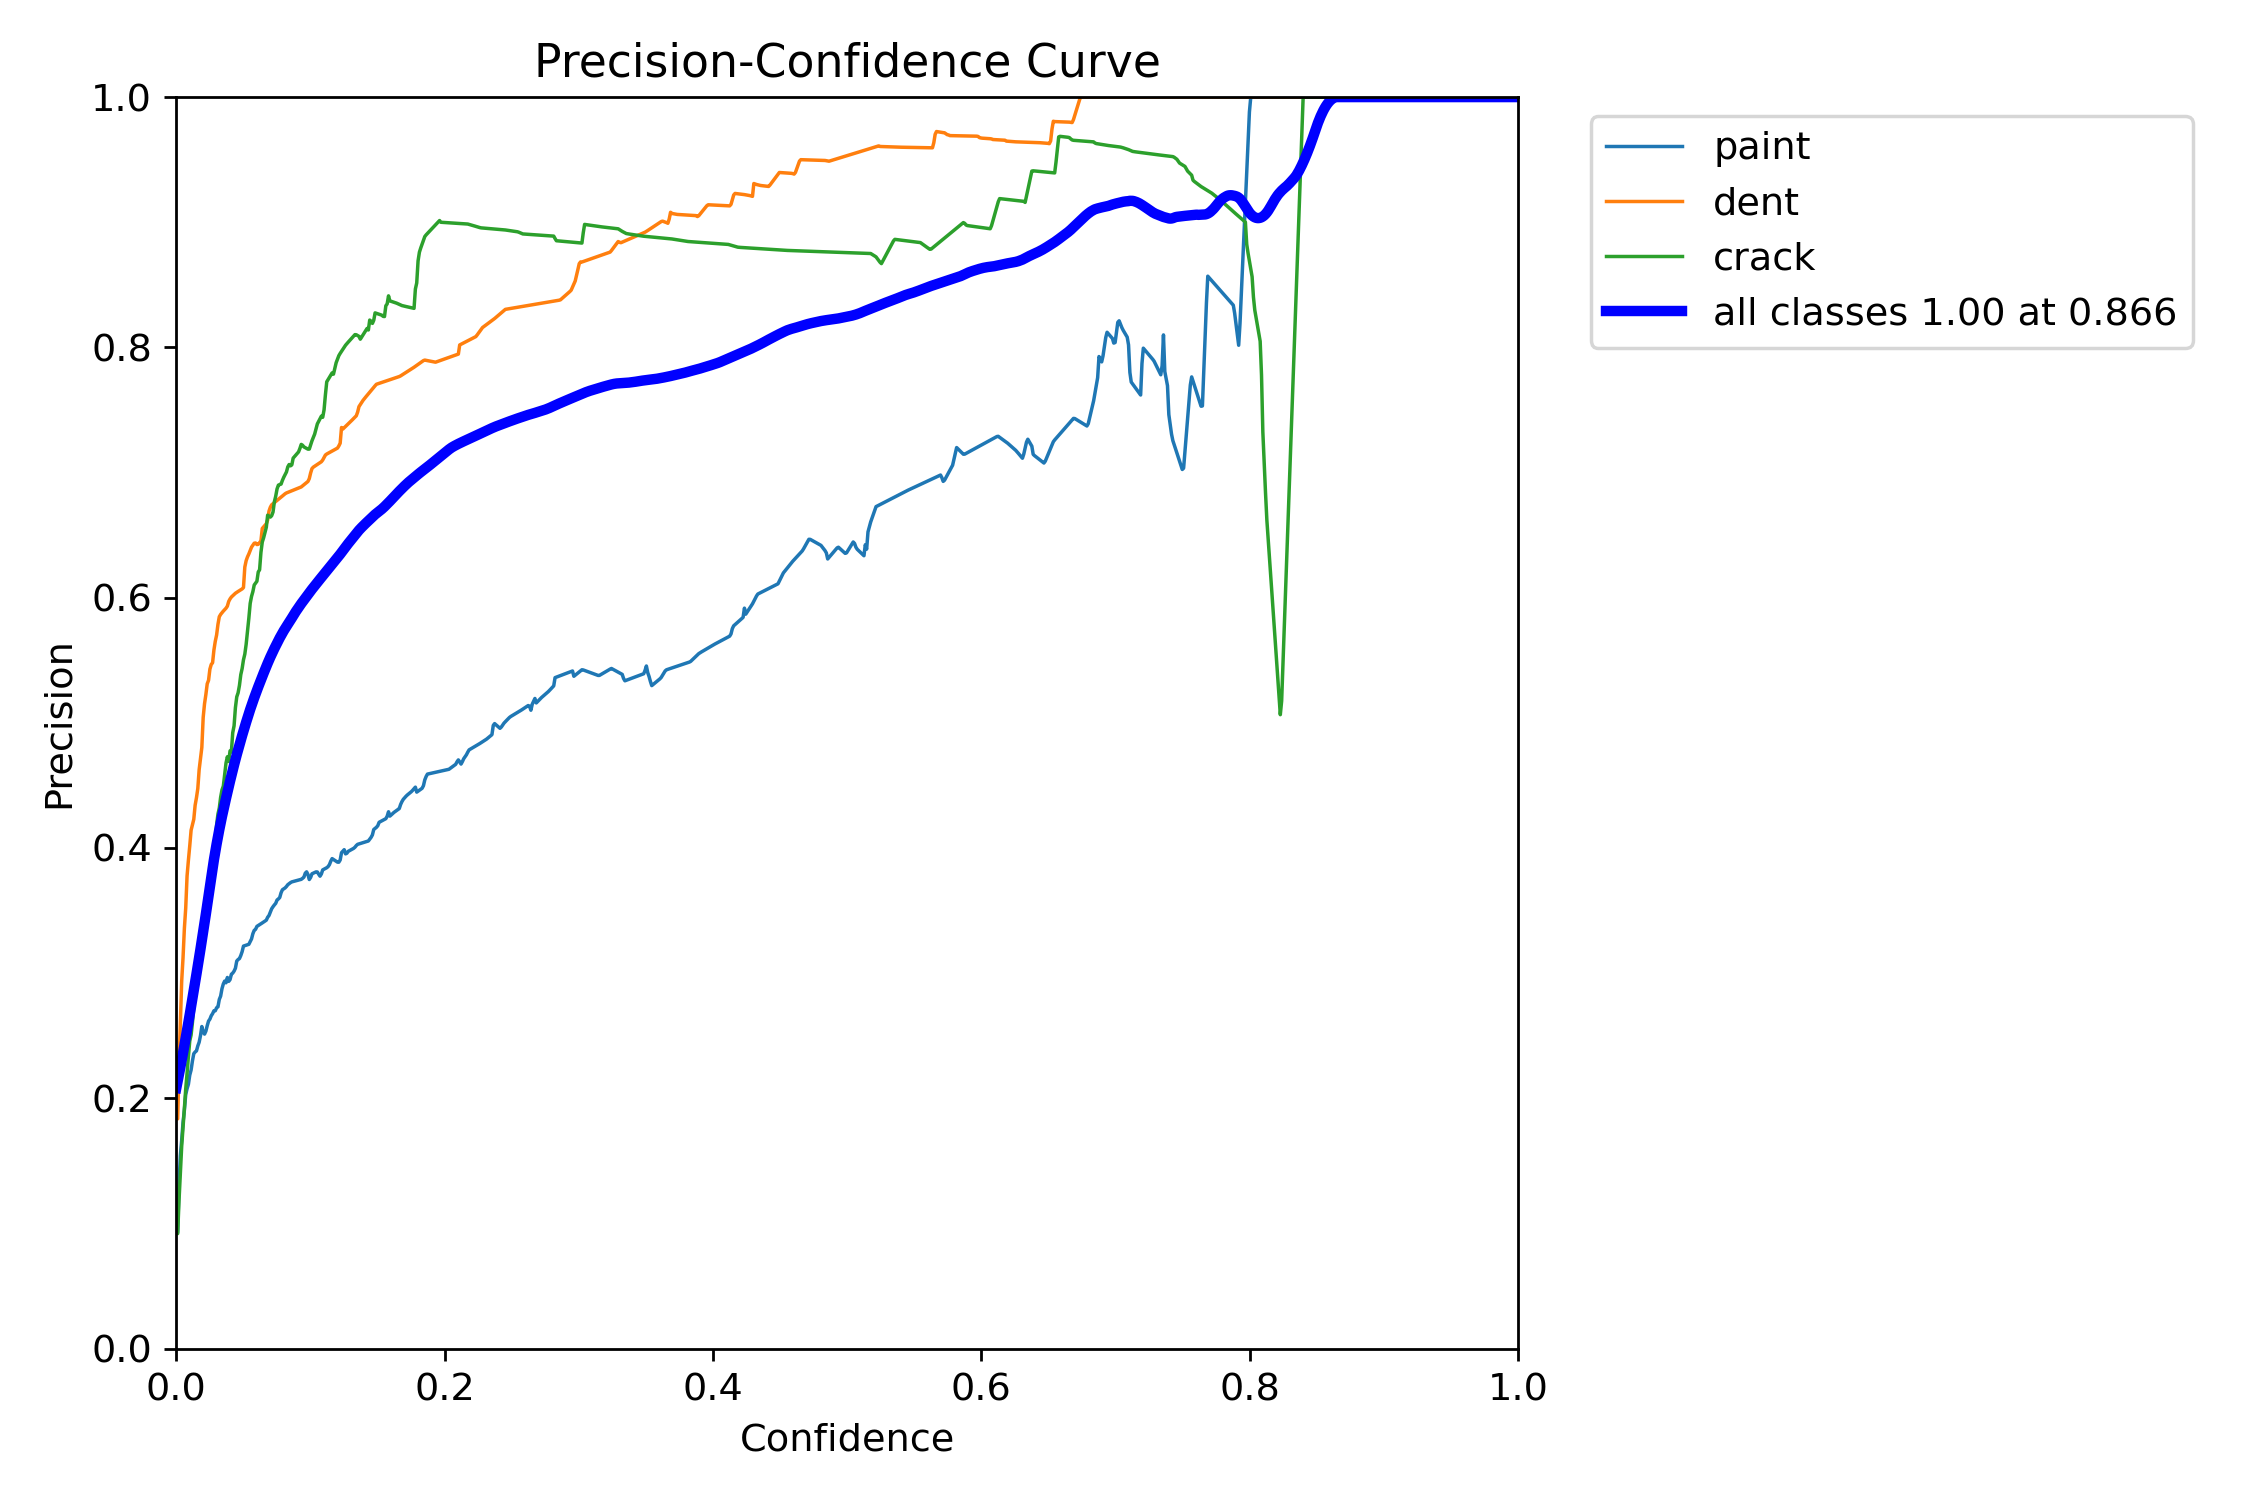 Precision-Confidence Curve
1.0
0.8
0.6
0.4
0.2
0.0
Precision
0.0 0.2 0.4 0.6 0.8 1.0
Confidence
paint
dent
crack
all classes 1.00 at 0.866